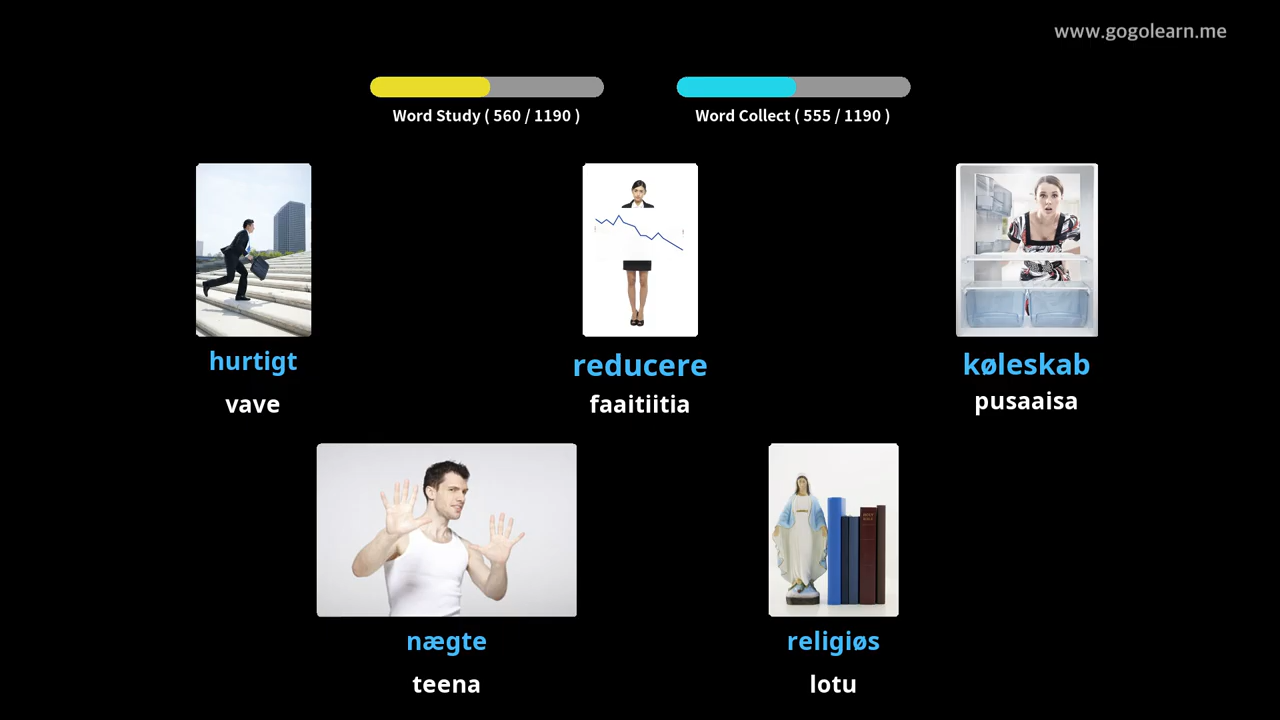 www.gogolearn.me
Word Study ( 560 / 1190 )
Word Collect ( 555 / 1190 )
hurtigt
vave
reducere
faaitiitia
køleskab
pusaaisa
nægte
teena
religiøs
lotu